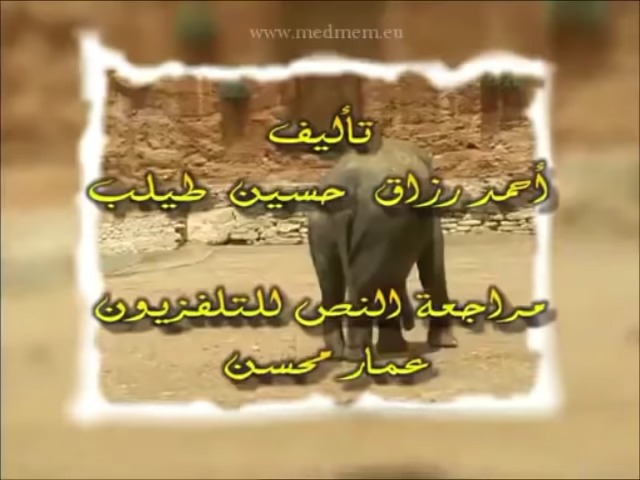 www.medmem.eu
تأليف
أحمد رزاق حسين طيلب
مراجعة النص للتلفزيون
عمار محسن